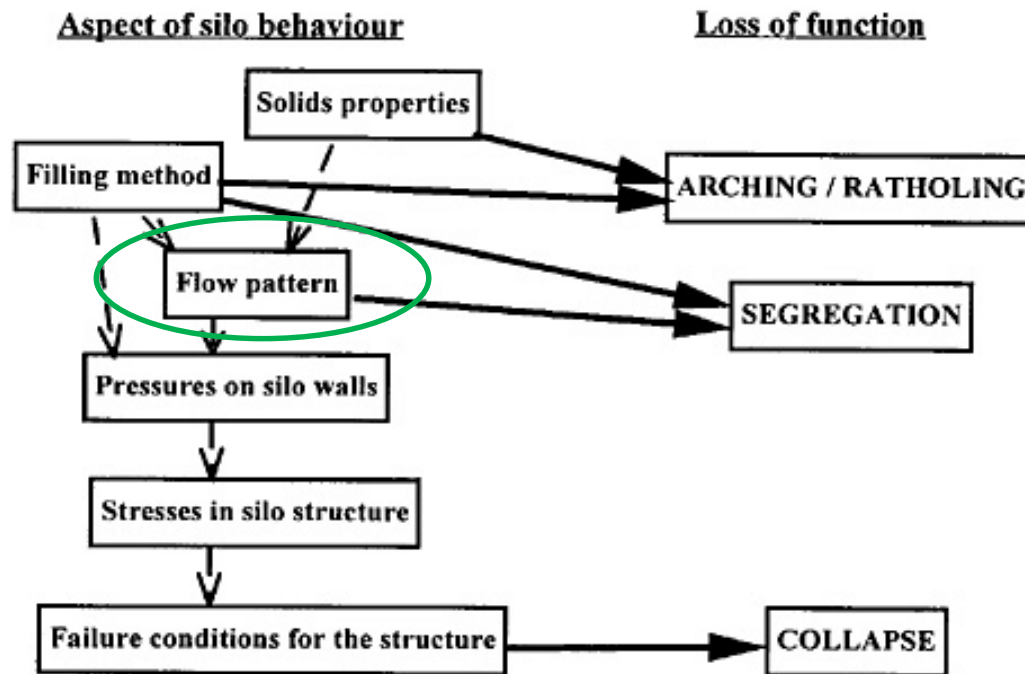 Aspect of silo behaviour
Loss of function
Solids properties
Filling method
ARCHING / RATHOLING
Flow pattern
SEGREGATION
Pressures on silo walls
Stresses in silo structure
Failure conditions for the structure
COLLAPSE